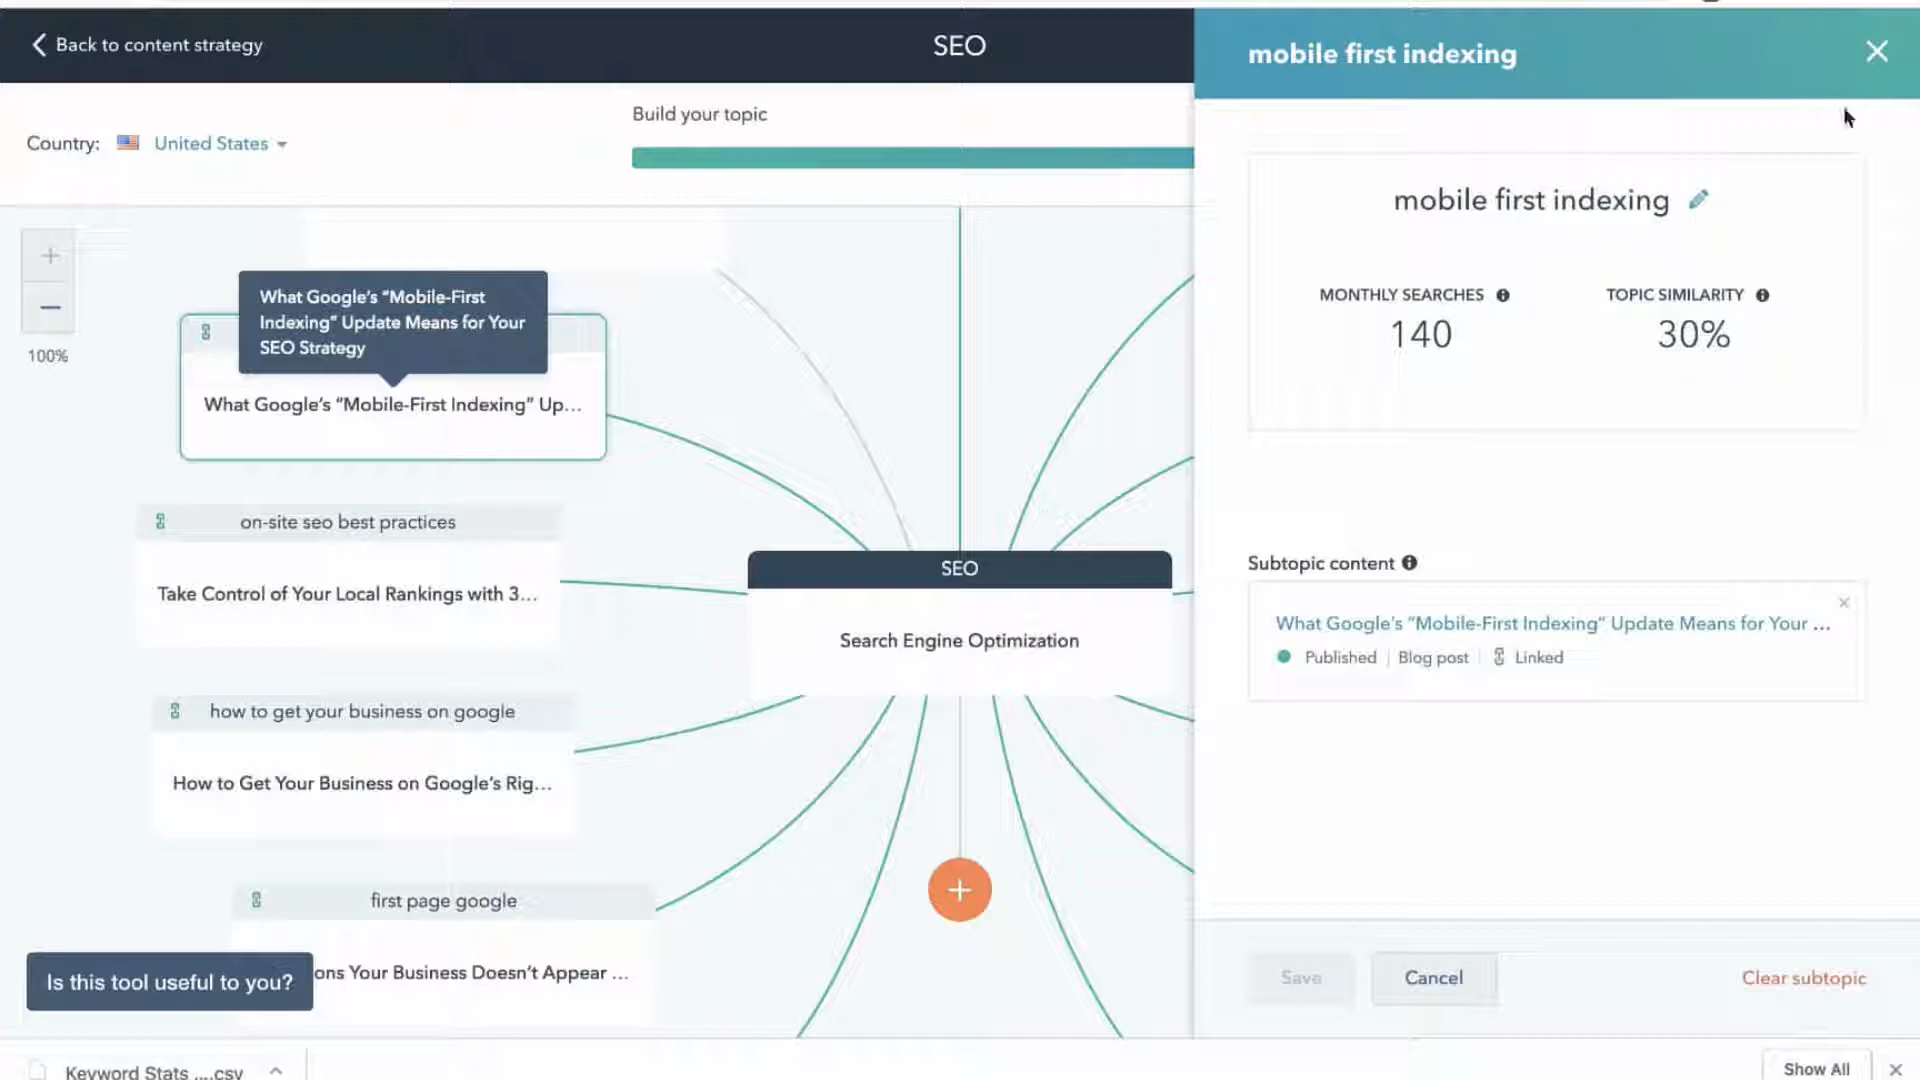 Back to content strategy
SEO
mobile first indexing
Country:
United States
Build your topic
100%
What Google's “Mobile-First
Indexing” Update Means for Your
SEO Strategy
What Google's “Mobile-First Indexing” Up...
on-site seo best practices
Take Control of Your Local Rankings with 3...
how to get your business on google
How to Get Your Business on Google's Rig...
first page google
ons Your Business Doesn't Appear ...
SEO
Search Engine Optimization
Is this tool useful to you?
mobile first indexing
MONTHLY SEARCHES
TOPIC SIMILARITY
140
30%
Subtopic content
What Google's “Mobile-First Indexing” Update Means for Your ...
Published | Blog post | Linked
Save
Cancel
Clear subtopic
Keyword Stats ....csv
Show All